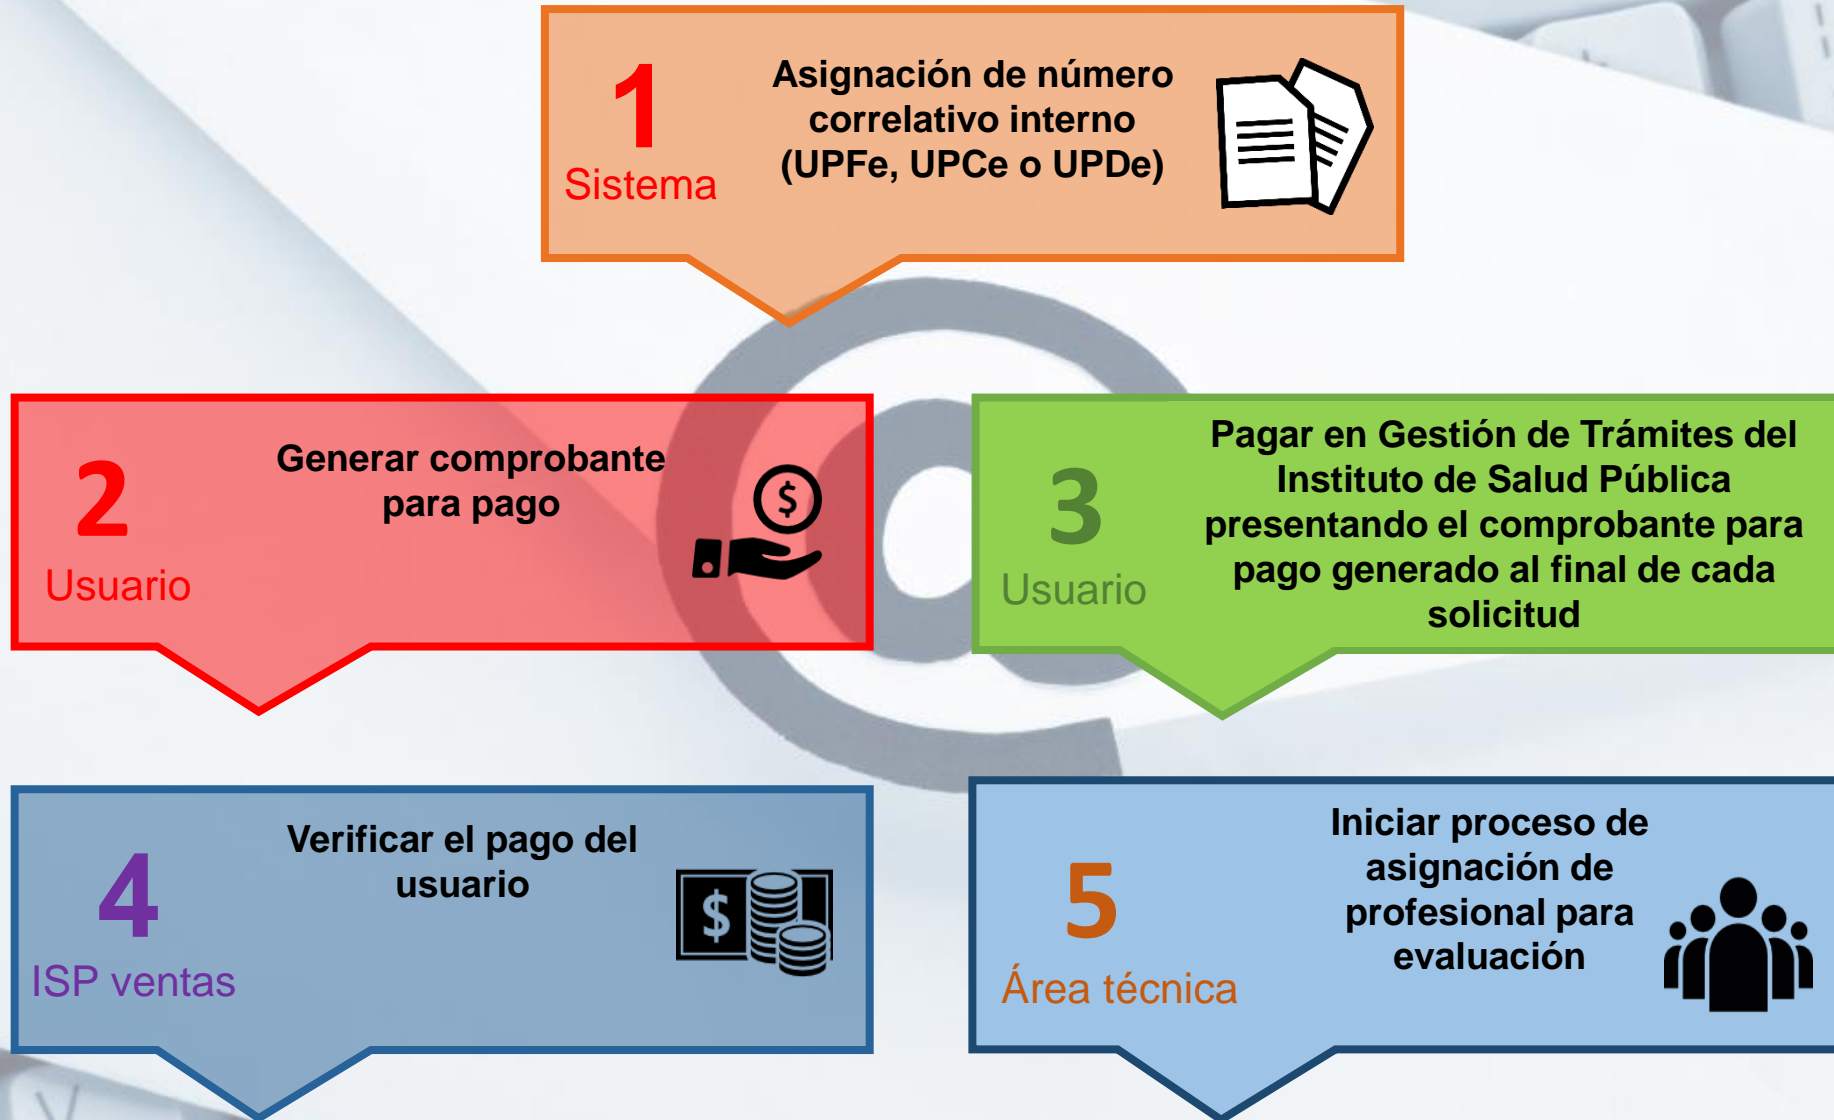 1
Sistema
Asignación de número
correlativo interno
(UPFe, UPCe o UPDe)
2
Usuario
Generar comprobante
para pago
$
3
Usuario
Pagar en Gestión de Trámites del
Instituto de Salud Pública
presentando el comprobante para
pago generado al final de cada
solicitud
4
ISP ventas
Verificar el pago del
usuario
$
5
Área técnica
Iniciar proceso de
asignación de
profesional para
evaluación